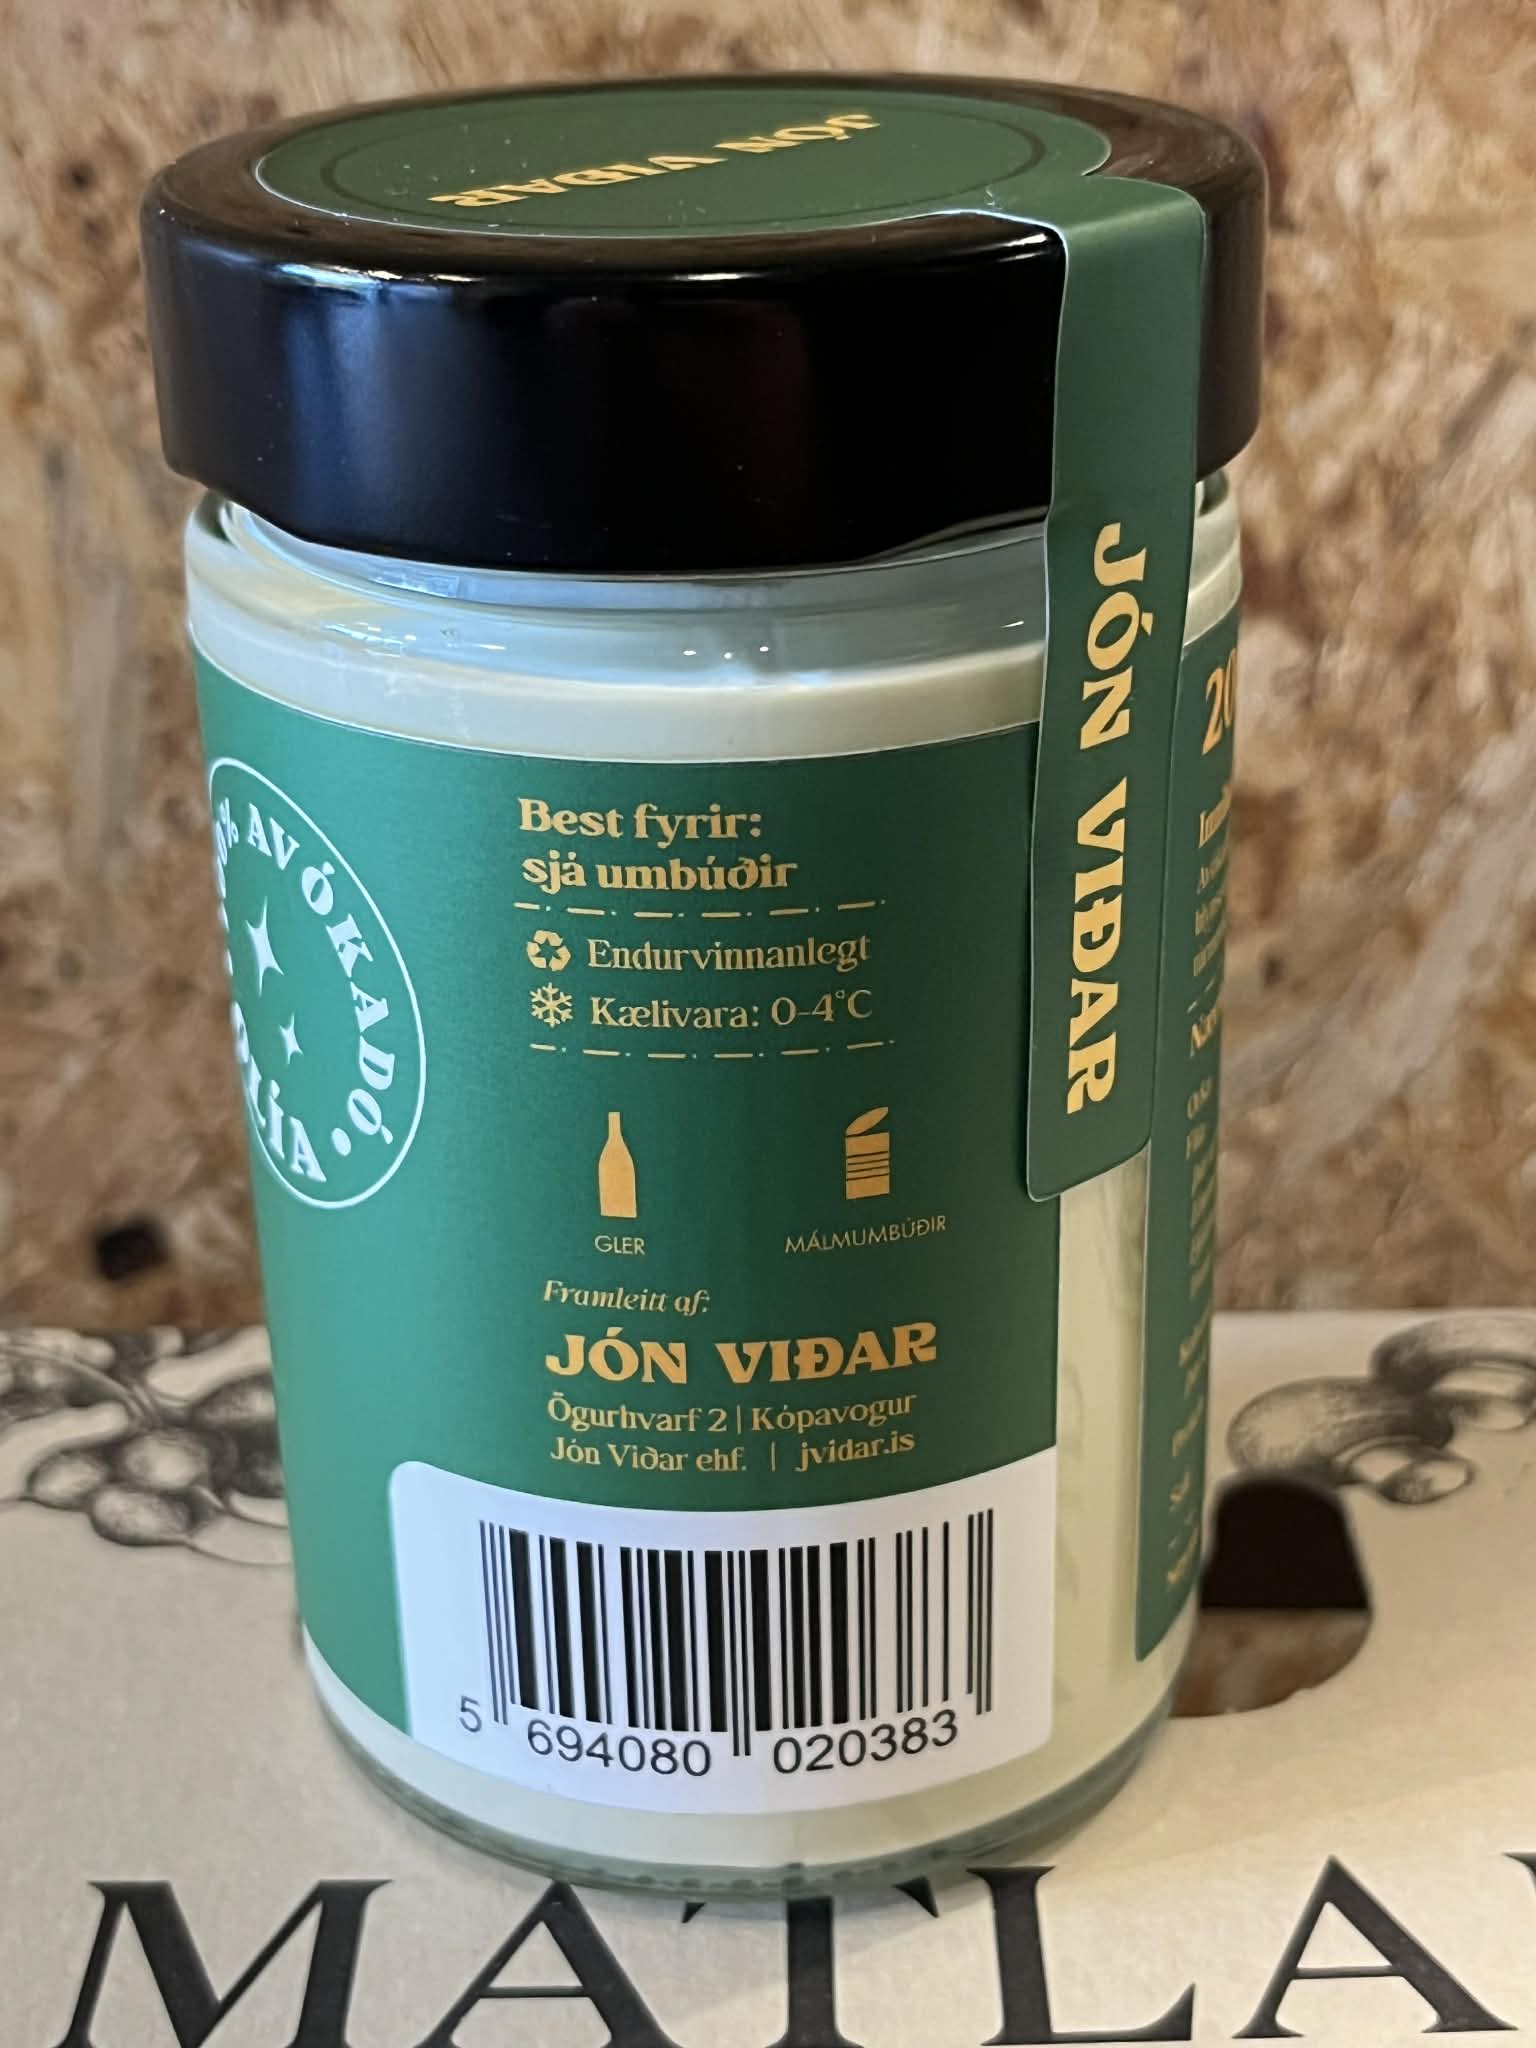 JÓN VIÐAR
JÓN VIÐAR
AVÓKADÓ
OLÍA
Best fyrir:
sjá umbúðir
Endurvinnanlegt
Kælivara: 0-4°C
GLER
MÁLMUMBÚÐIR
Framleitt af:
JÓN VIÐAR
Ögurhvarf 2 | Kópavogur
Jón Viðar ehf. | jvidar.is
5 694080 020383